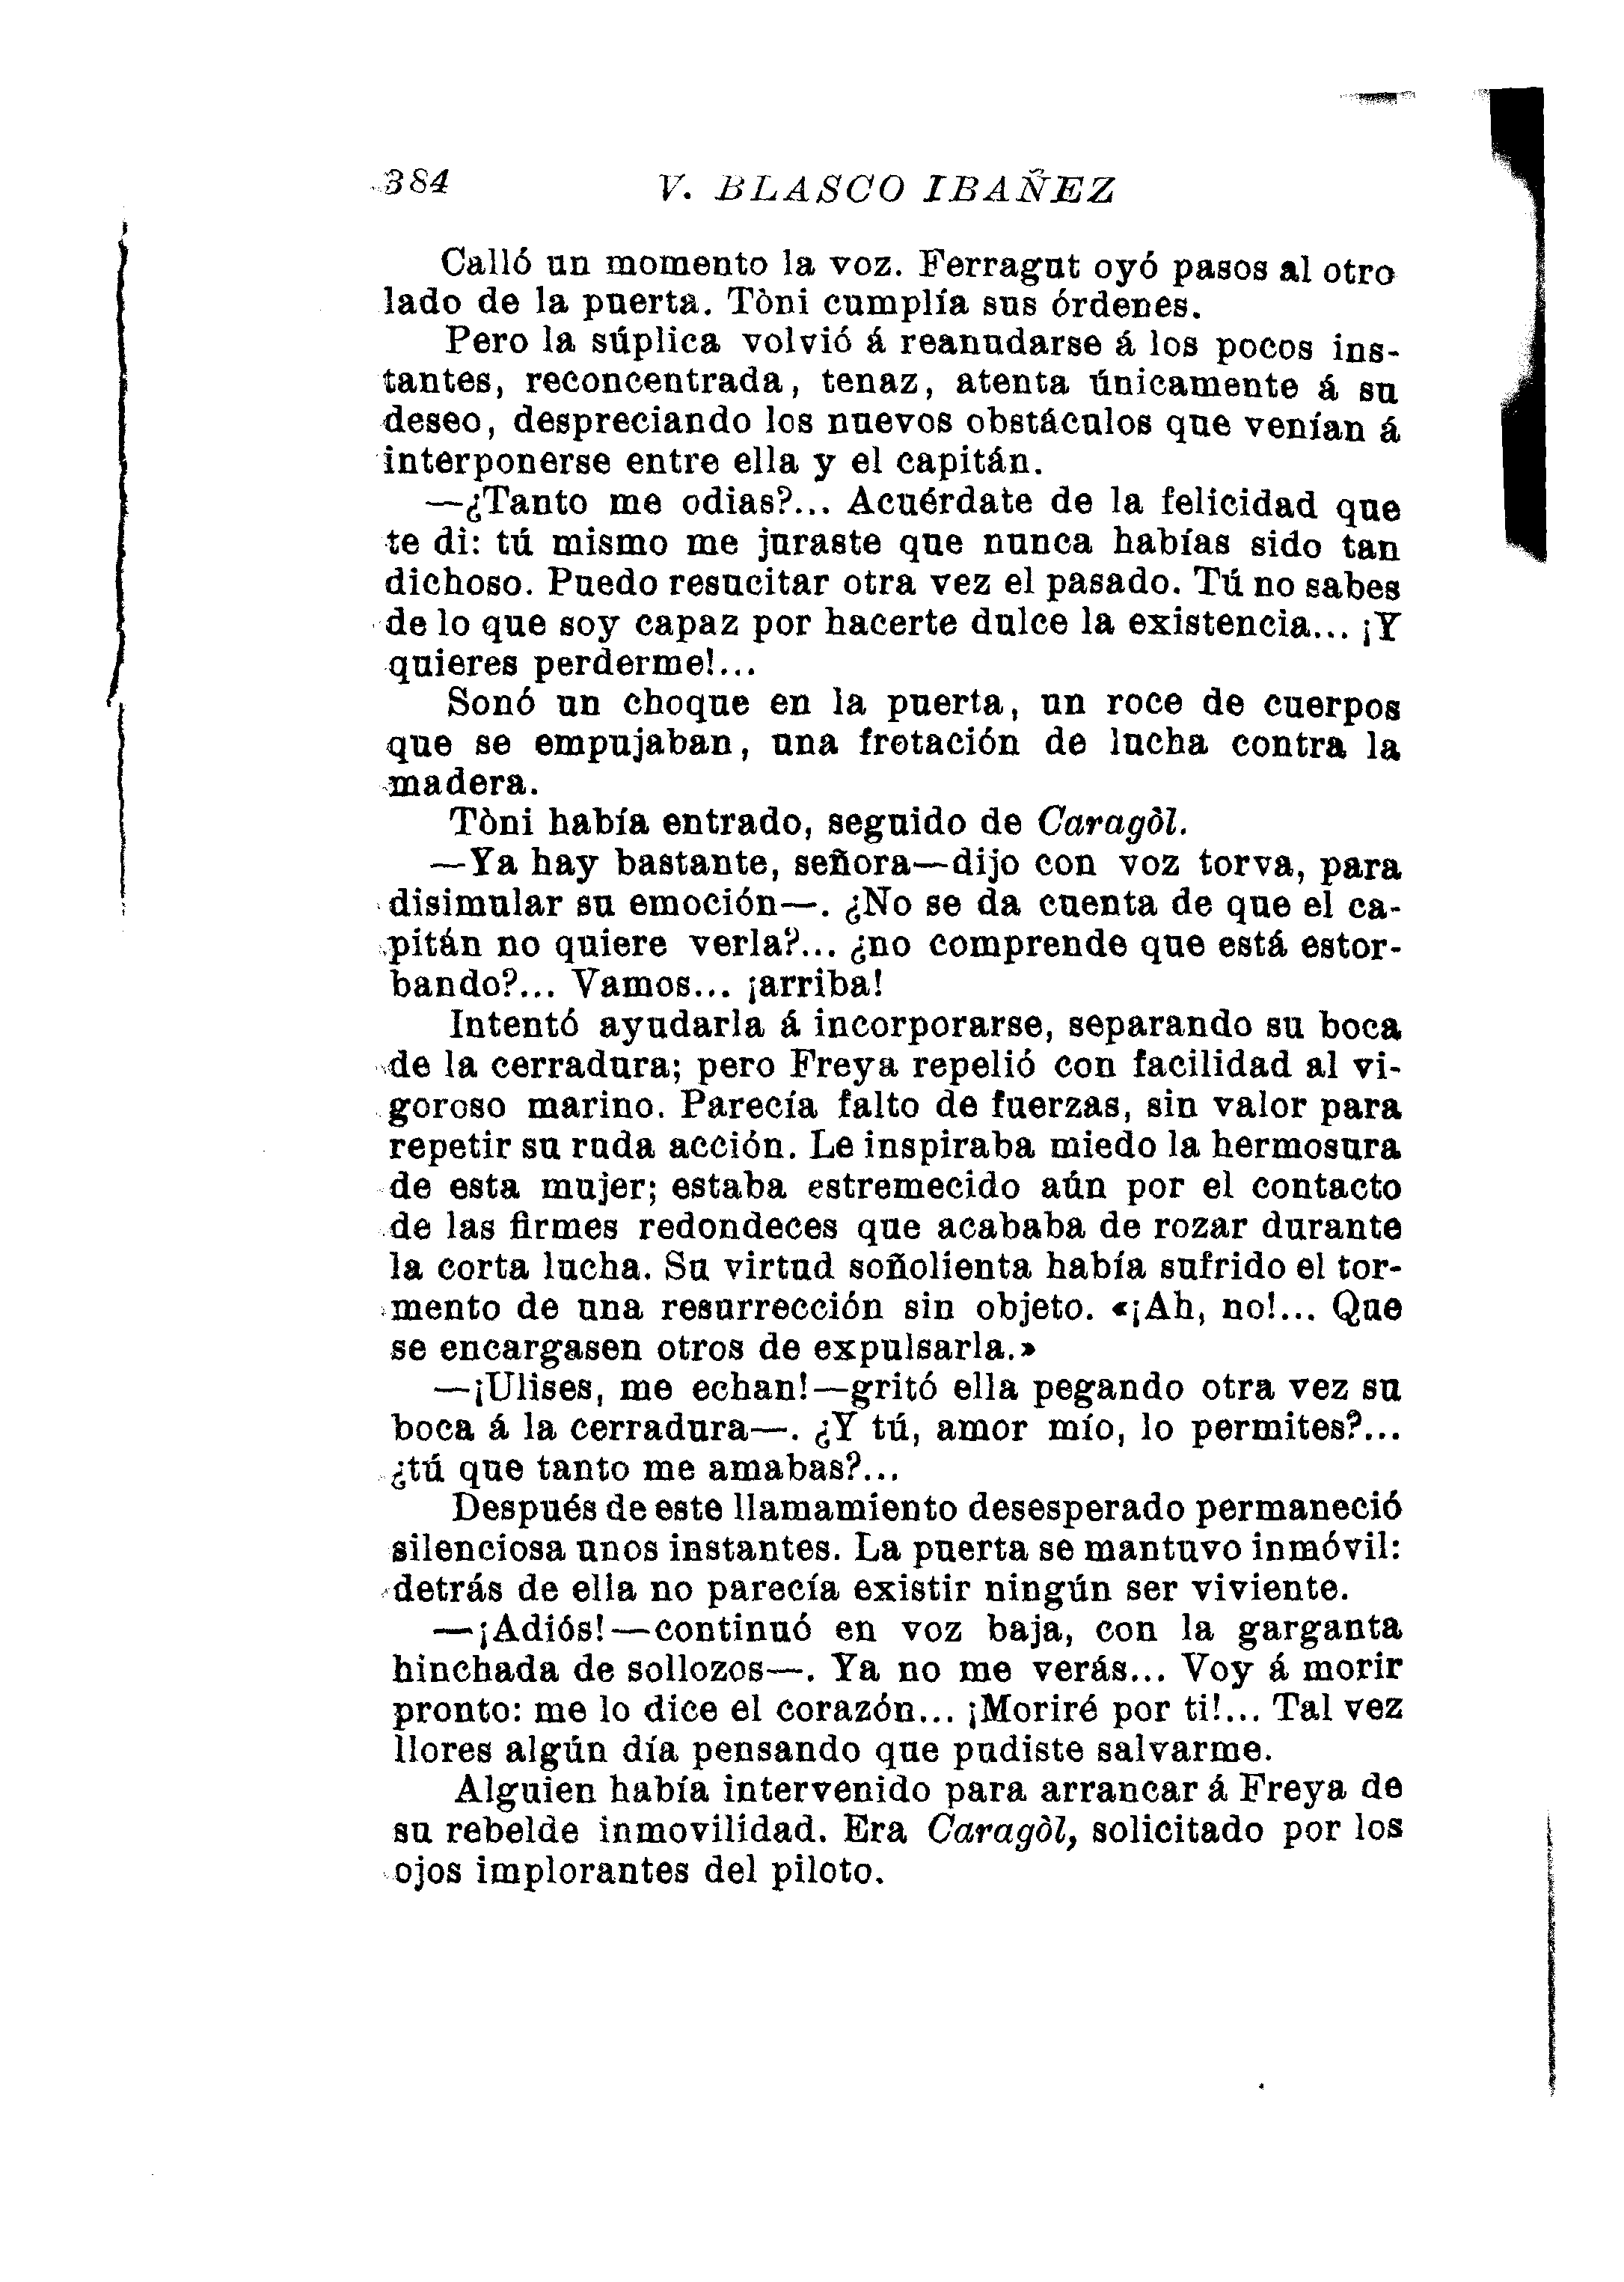 384
V. BLASCO IBAÑEZ
Calló un momento la voz. Ferragut oyó pasos al otro
lado de la puerta. Tòni cumplía sus órdenes.
Pero la súplica volvió á reanudarse á los pocos ins-
tantes, reconcentrada, tenaz, atenta únicamente á su
deseo, despreciando los nuevos obstáculos que venían á
interponerse entre ella y el capitán.
—¿Tanto me odias?... Acuérdate de la felicidad que
te di: tú mismo me juraste que nunca habías sido tan
dichoso. Puedo resucitar otra vez el pasado. Tú no sabes
de lo que soy capaz por hacerte dulce la existencia... ¡Y
quieres perderme!...
Sonó un choque en la puerta, un roce de cuerpos
que se empujaban, una frotación de lucha contra la
madera.
Tòni había entrado, seguido de Caragòl.
—Ya hay bastante, señora—dijo con voz torva, para
disimular su emoción—. ¿No se da cuenta de que el ca-
pitán no quiere verla?... ¿no comprende que está estor-
bando?... Vamos... ¡arriba!
Intentó ayudarla á incorporarse, separando su boca
de la cerradura; pero Freya repelió con facilidad al vi-
goroso marino. Parecía falto de fuerzas, sin valor para
repetir su ruda acción. Le inspiraba miedo la hermosura
de esta mujer; estaba estremecido aún por el contacto
de las firmes redondeces que acababa de rozar durante
la corta lucha. Su virtud soñolienta había sufrido el tor-
mento de una resurrección sin objeto. «¡Ah, no!... Que
se encargasen otros de expulsarla.»
—¡Ulises, me echan!—gritó ella pegando otra vez su
boca á la cerradura—. ¿Y tú, amor mío, lo permites?...
¿tú que tanto me amabas?...
Después de este llamamiento desesperado permaneció
silenciosa unos instantes. La puerta se mantuvo inmóvil:
detrás de ella no parecía existir ningún ser viviente.
—¡Adiós!—continuó en voz baja, con la garganta
hinchada de sollozos—. Ya no me verás... Voy á morir
pronto: me lo dice el corazón... ¡Moriré por ti!... Tal vez
llores algún día pensando que pudiste salvarme.
Alguien había intervenido para arrancar á Freya de
su rebelde inmovilidad. Era Caragòl, solicitado por los
ojos implorantes del piloto.